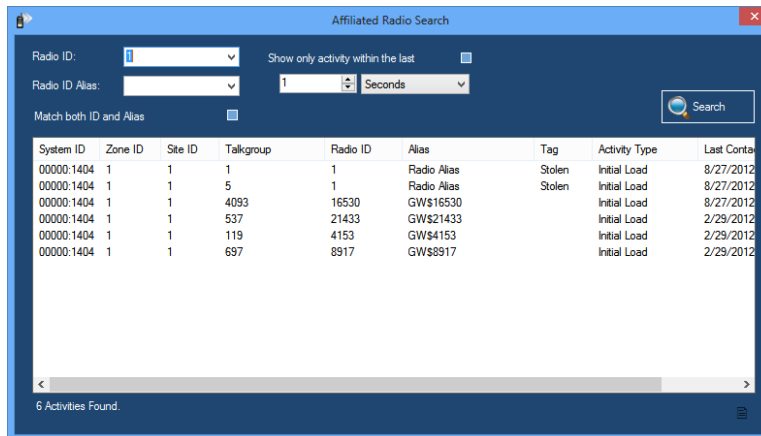 Affiliated Radio Search
Radio ID: 1 Show only activity within the last
Radio ID Alias: 1 Seconds
Match both ID and Alias
Search
System ID Zone ID Site ID Talkgroup Radio ID Alias Tag Activity Type Last Conta
00000:1404 1 1 1 1 Radio Alias Stolen Initial Load 8/27/2012
00000:1404 1 1 5 1 Radio Alias Stolen Initial Load 8/27/2012
00000:1404 1 1 4093 16530 GW$16530 Initial Load 8/27/2012
00000:1404 1 1 537 21433 GW$21433 Initial Load 2/29/2012
00000:1404 1 1 119 4153 GW$4153 Initial Load 2/29/2012
00000:1404 1 1 697 8917 GW$8917 Initial Load 2/29/2012
6 Activities Found.